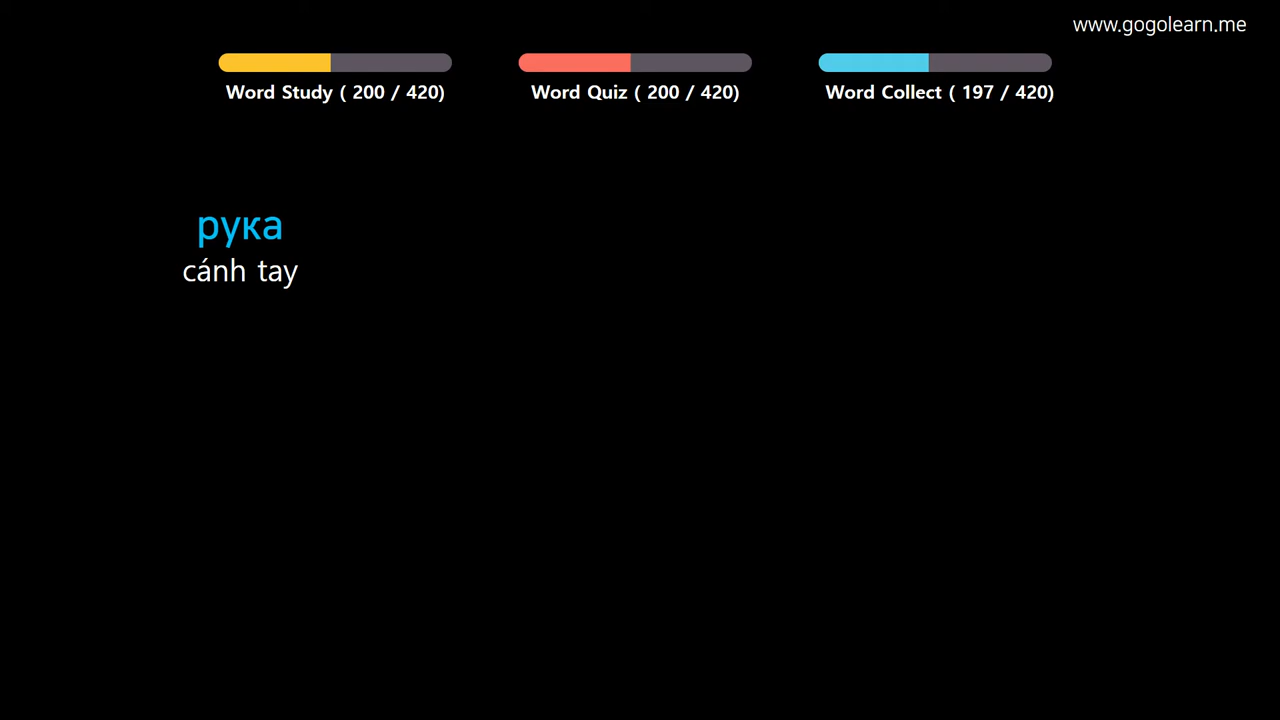 www.gogolearn.me
Word Study ( 200 / 420)
Word Quiz ( 200 / 420)
Word Collect ( 197 / 420)
рука
cánh tay